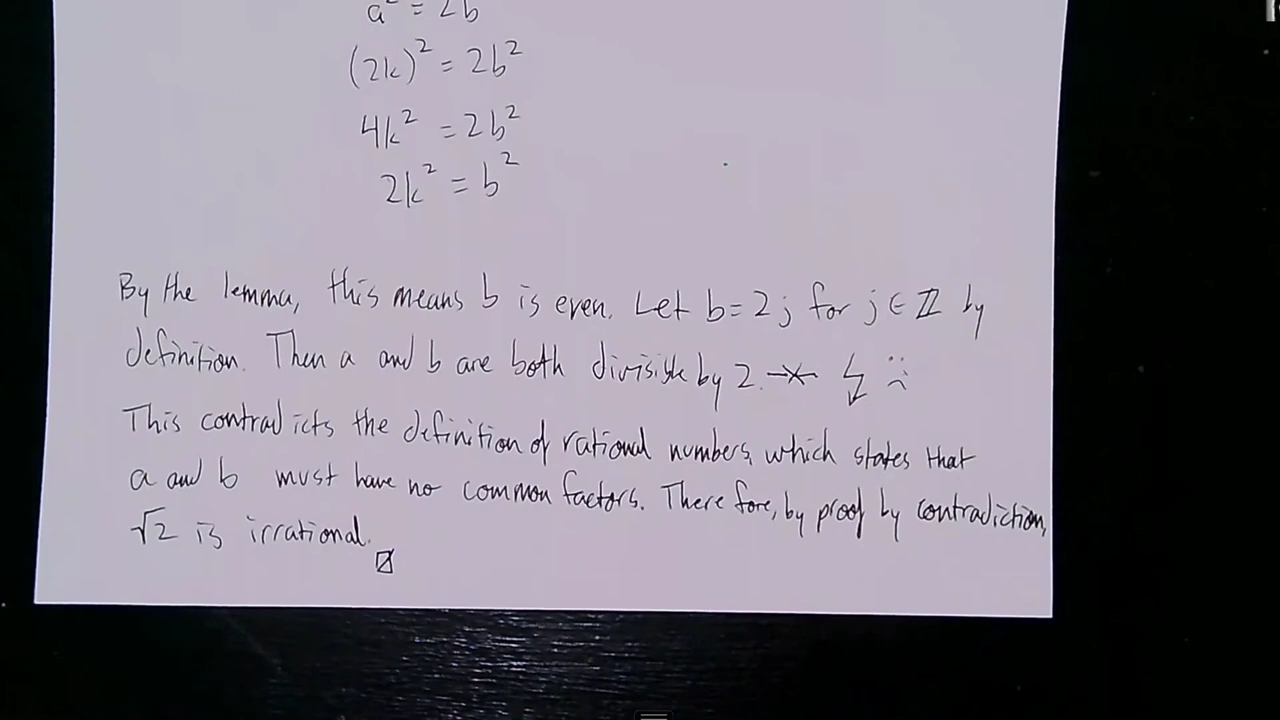 a² = 2b
(2k)² = 2b²
4k² = 2b²
2k² = b²
By the lemma, this means b is even. Let b = 2j for j ∈ ℤ by
definition. Then a and b are both divisible by 2.
This contradicts the definition of rational numbers, which states that
a and b must have no common factors. Therefore, by proof by contradiction,
√2 is irrational.